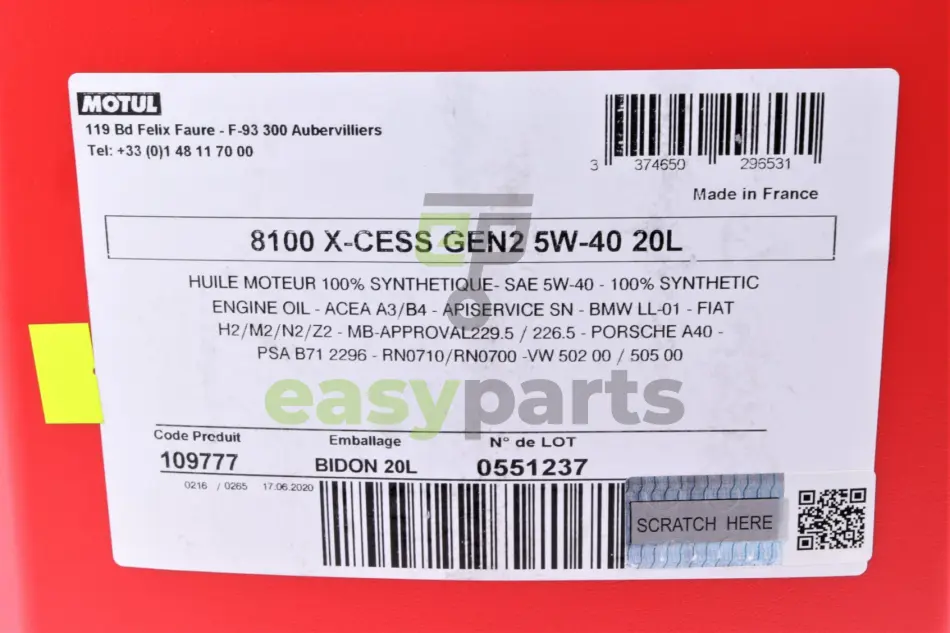 MOTUL
119 Bd Felix Faure - F-93 300 Aubervilliers
Tel: +33 (0)1 48 11 70 00
3 374650 296531
Made in France
8100 X-CESS GEN2 5W-40 20L
HUILE MOTEUR 100% SYNTHETIQUE- SAE 5W-40 - 100% SYNTHETIC
ENGINE OIL - ACEA A3/B4 - APISERVICE SN - BMW LL-01 - FIAT
H2/M2/N2/Z2 - MB-APPROVAL229.5 / 226.5 - PORSCHE A40 -
PSA B71 2296 - RN0710/RN0700 -VW 502 00 / 505 00
easyparts
Code Produit Emballage N° de LOT
109777 BIDON 20L 0551237
0216 / 0265 17.06.2020
SCRATCH HERE